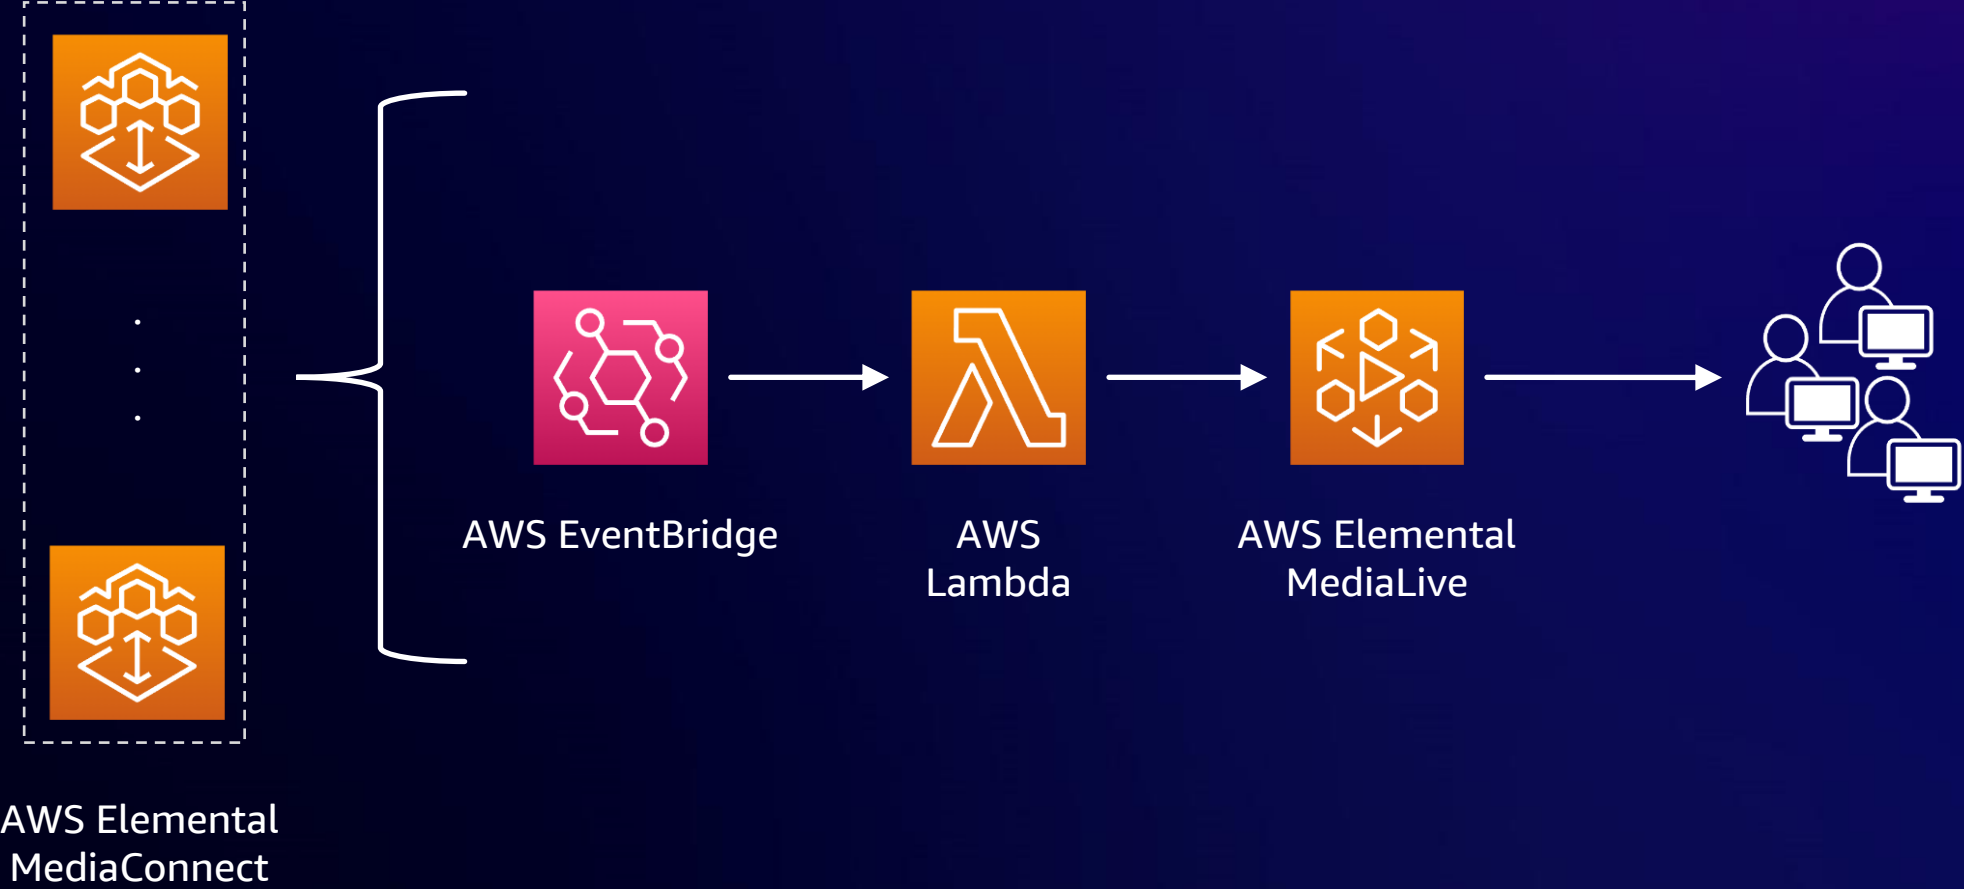 AWS EventBridge
AWS
Lambda
AWS Elemental
MediaLive
AWS Elemental
MediaConnect